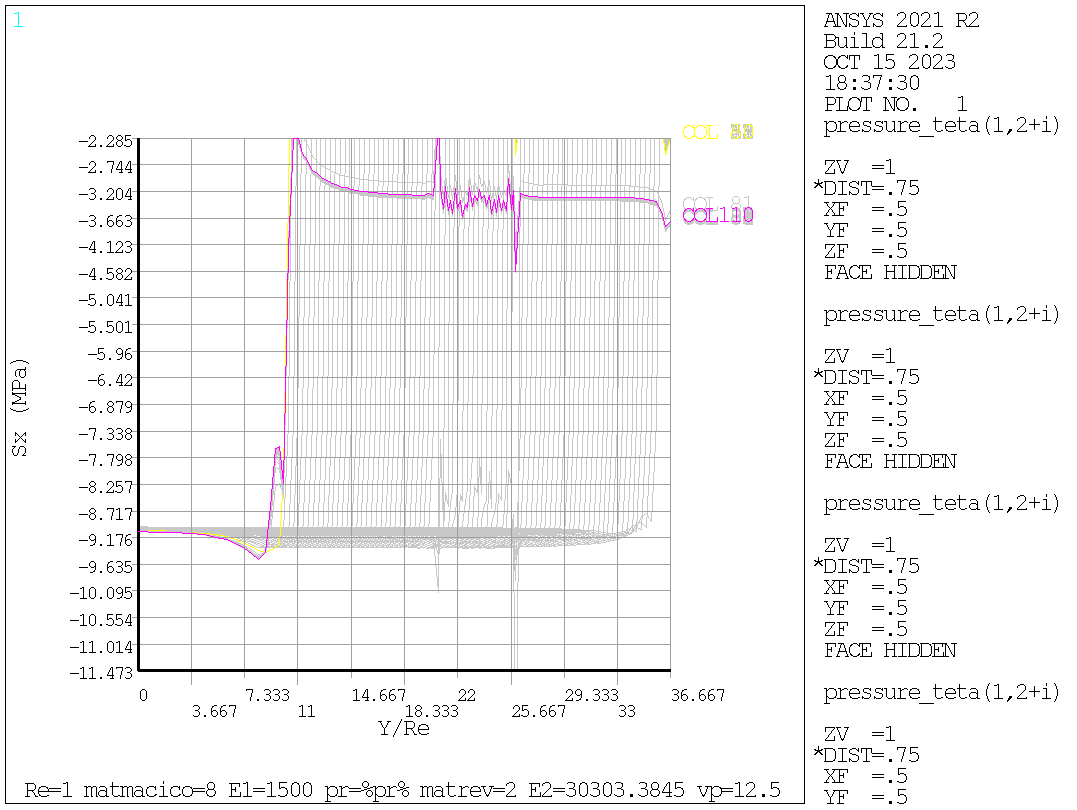 1
ANSYS 2021 R2
Build 21.2
OCT 15 2023
18:37:30
PLOT NO. 1
pressure_teta(1,2+i)
ZV =1
*DIST=.75
XF =.5
YF =.5
ZF =.5
FACE HIDDEN
pressure_teta(1,2+i)
ZV =1
*DIST=.75
XF =.5
YF =.5
ZF =.5
FACE HIDDEN
pressure_teta(1,2+i)
ZV =1
*DIST=.75
XF =.5
YF =.5
ZF =.5
FACE HIDDEN
pressure_teta(1,2+i)
ZV =1
*DIST=.75
XF =.5
YF =.5
COL
COL 81
COL110
-2.285
-2.744
-3.204
-3.663
-4.123
-4.582
-5.041
-5.501
-5.96
-6.42
-6.879
-7.338
-7.798
-8.257
-8.717
-9.176
-9.635
-10.095
-10.554
-11.014
-11.473
Sx (MPa)
0 7.333 14.667 22 29.333 36.667
3.667 11 18.333 25.667 33
Y/Re
Re=1 matmacico=8 E1=1500 pr=%pr% matrev=2 E2=30303.3845 vp=12.5